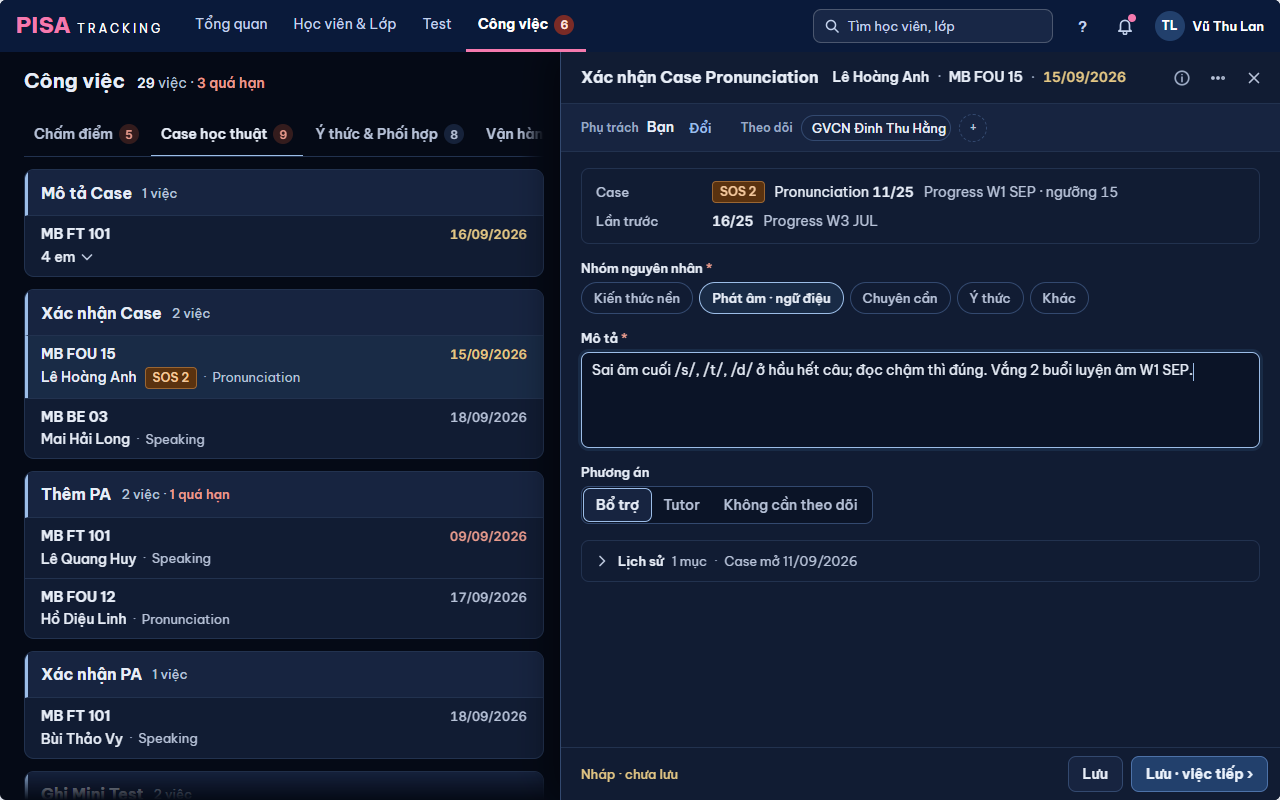 PISA TRACKING
Tổng quan
Học viên & Lớp
Test
Công việc 6
Tìm học viên, lớp
?
TL
Vũ Thu Lan
Công việc 29 việc · 3 quá hạn
Chấm điểm 5
Case học thuật 9
Ý thức & Phối hợp 8
Vận hàn
Mô tả Case 1 việc
MB FT 101 16/09/2026
4 em
Xác nhận Case 2 việc
MB FOU 15 15/09/2026
Lê Hoàng Anh SOS 2 · Pronunciation
MB BE 03 18/09/2026
Mai Hải Long · Speaking
Thêm PA 2 việc · 1 quá hạn
MB FT 101 09/09/2026
Lê Quang Huy · Speaking
MB FOU 12 17/09/2026
Hồ Diệu Linh · Pronunciation
Xác nhận PA 1 việc
MB FT 101 18/09/2026
Bùi Thảo Vy · Speaking
Ghi Mini Test 2 việc
Xác nhận Case Pronunciation Lê Hoàng Anh · MB FOU 15 · 15/09/2026
Phụ trách Bạn Đổi Theo dõi GVCN Đinh Thu Hằng +
Case SOS 2 Pronunciation 11/25 Progress W1 SEP · ngưỡng 15
Lần trước 16/25 Progress W3 JUL
Nhóm nguyên nhân *
Kiến thức nền
Phát âm · ngữ điệu
Chuyên cần
Ý thức
Khác
Mô tả *
Sai âm cuối /s/, /t/, /d/ ở hầu hết câu; đọc chậm thì đúng. Vắng 2 buổi luyện âm W1 SEP.
Phương án
Bổ trợ
Tutor
Không cần theo dõi
Lịch sử 1 mục · Case mở 11/09/2026
Nháp · chưa lưu
Lưu
Lưu · việc tiếp ›